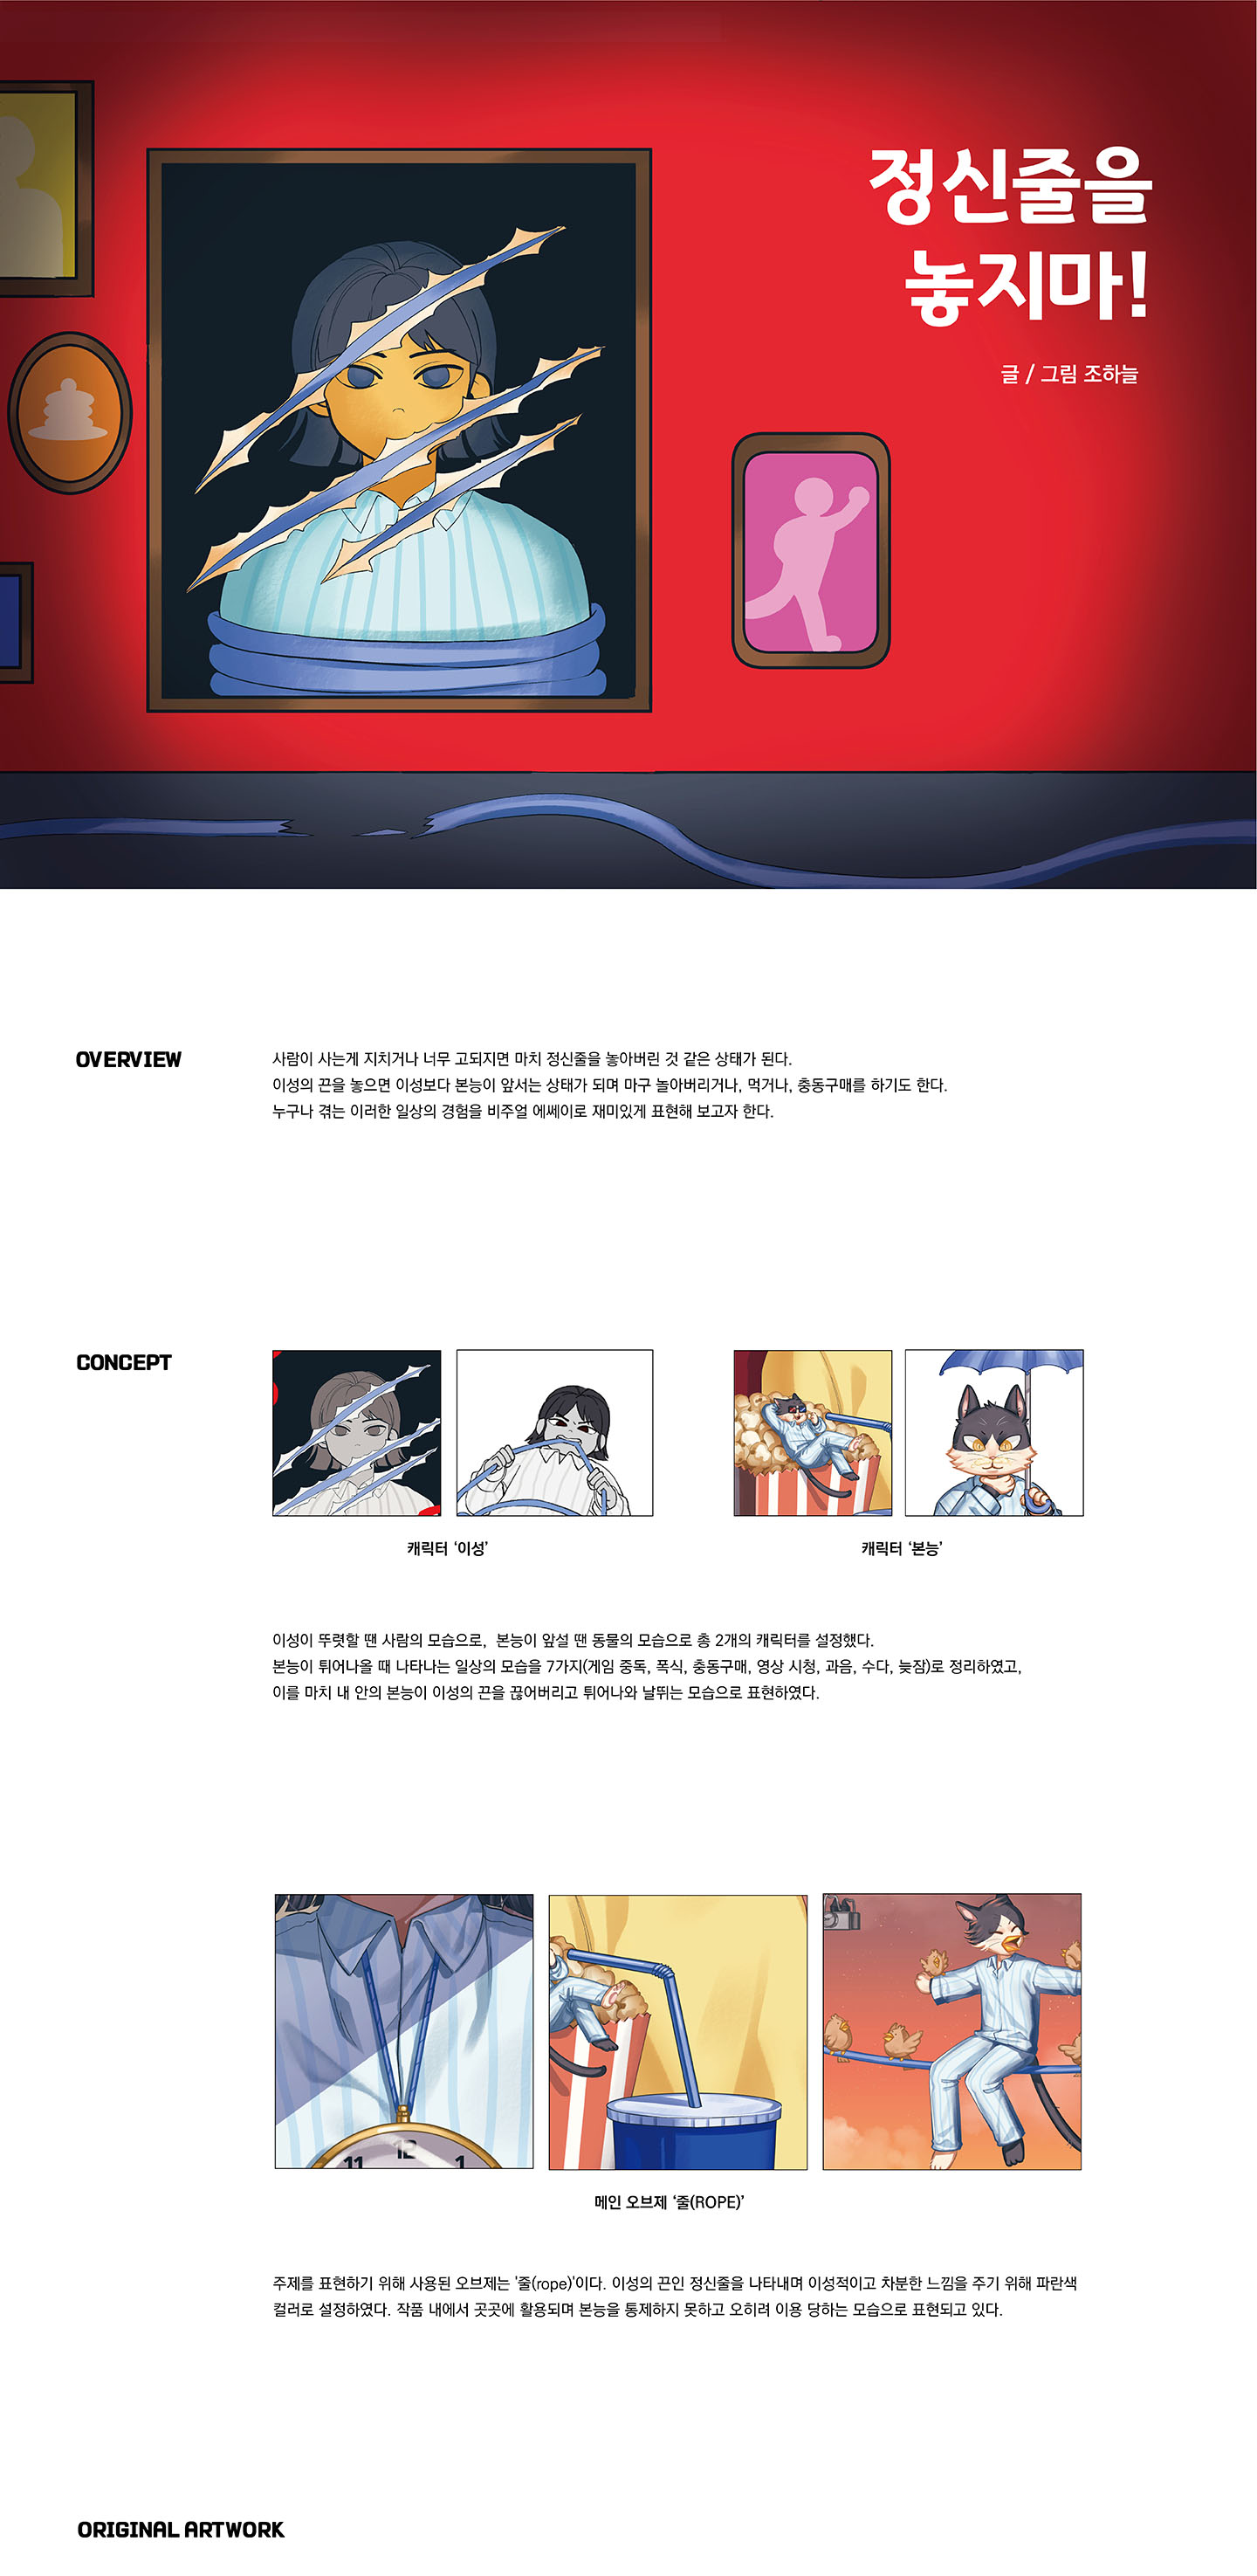 정신줄을
놓지마!
글 / 그림 조하늘
OVERVIEW
사람이 사는게 지치거나 너무 고되지면 마치 정신줄을 놓아버린 것 같은 상태가 된다.
이성의 끈을 놓으면 이성보다 본능이 앞서는 상태가 되며 마구 놀아버리거나, 먹거나, 충동구매를 하기도 한다.
누구나 겪는 이러한 일상의 경험을 비주얼 에쎄이로 재미있게 표현해 보고자 한다.
CONCEPT
캐릭터 ‘이성’
캐릭터 ‘본능’
이성이 뚜렷할 땐 사람의 모습으로, 본능이 앞설 땐 동물의 모습으로 총 2개의 캐릭터를 설정했다.
본능이 튀어나올 때 나타나는 일상의 모습을 7가지(게임 중독, 폭식, 충동구매, 영상 시청, 과음, 수다, 늦잠)로 정리하였고,
이를 마치 내 안의 본능이 이성의 끈을 끊어버리고 튀어나와 날뛰는 모습으로 표현하였다.
11 12 1
메인 오브제 ‘줄(ROPE)’
주제를 표현하기 위해 사용된 오브제는 '줄(rope)'이다. 이성의 끈인 정신줄을 나타내며 이성적이고 차분한 느낌을 주기 위해 파란색
컬러로 설정하였다. 작품 내에서 곳곳에 활용되며 본능을 통제하지 못하고 오히려 이용 당하는 모습으로 표현되고 있다.
ORIGINAL ARTWORK